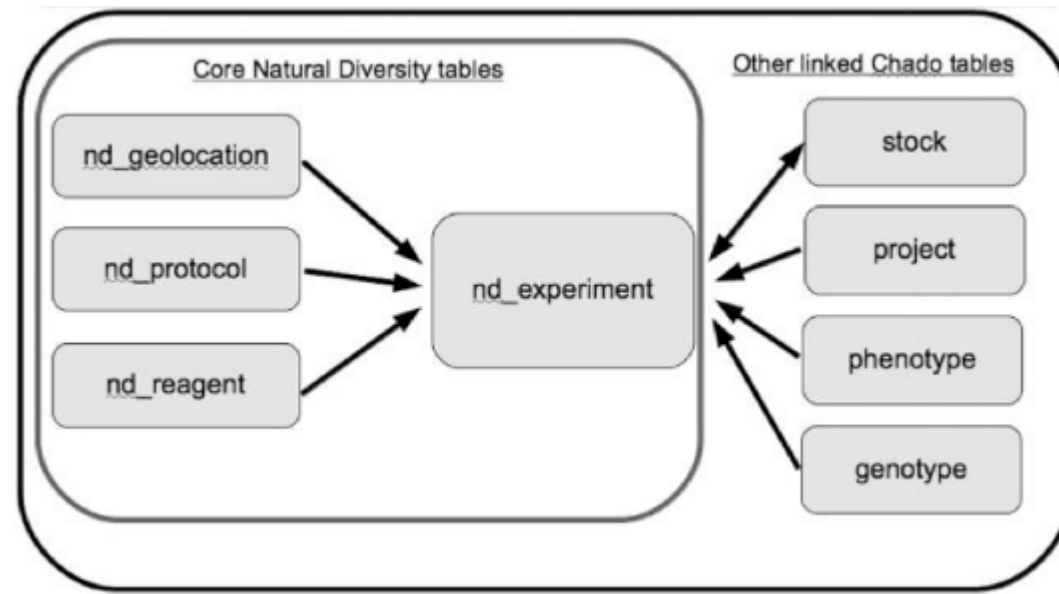 Core Natural Diversity tables
Other linked Chado tables
nd_geolocation
nd_protocol
nd_reagent
nd_experiment
stock
project
phenotype
genotype